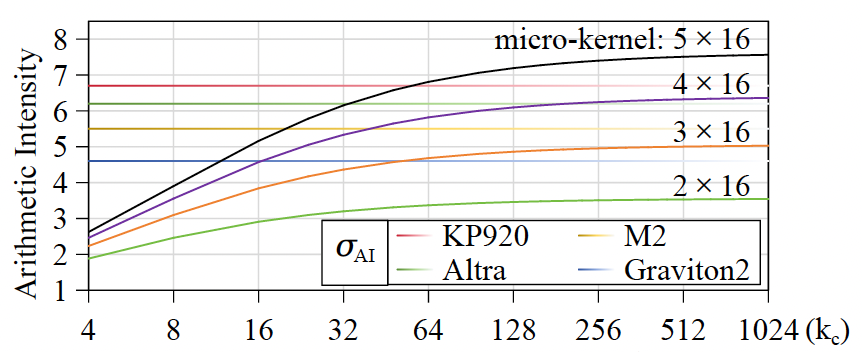 Arithmetic Intensity
8
7
6
5
4
3
2
1
micro-kernel: 5 × 16
4 × 16
3 × 16
2 × 16
σAI
KP920
M2
Altra
Graviton2
4 8 16 32 64 128 256 512 1024 (kc)